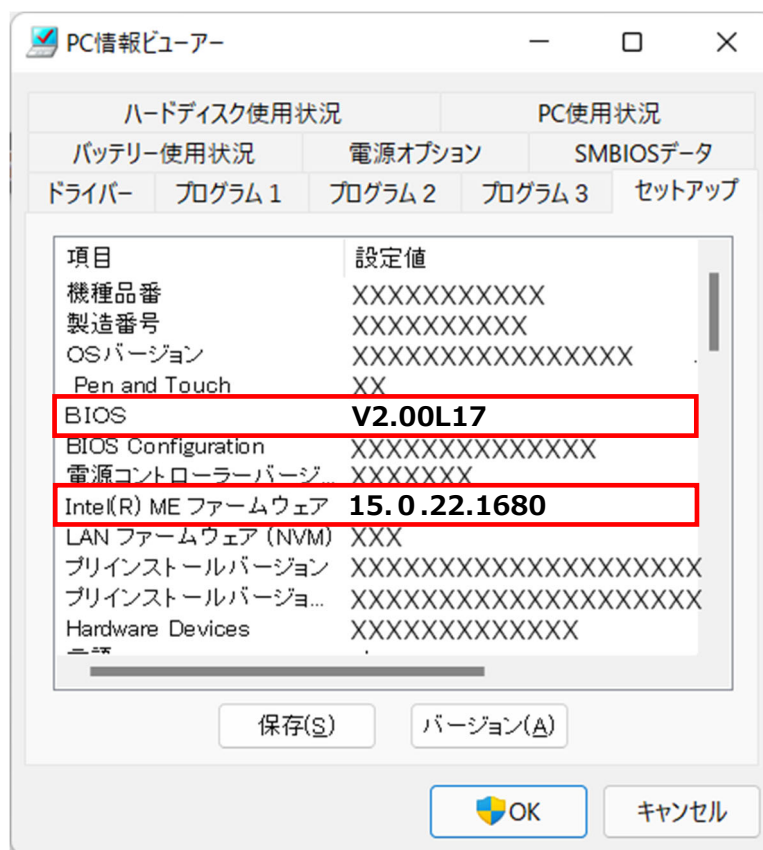 PC情報ビューアー
ハードディスク使用状況 PC使用状況
バッテリー使用状況 電源オプション SMBIOSデータ
ドライバー プログラム 1 プログラム 2 プログラム 3 セットアップ
項目 設定値
機種品番 XXXXXXXXXXX
製造番号 XXXXXXXXXX
OSバージョン XXXXXXXXXXXXXXXX .
Pen and Touch XX
BIOS V2.00L17
BIOS Configuration XXXXXXXXXXXXXX
電源コントローラーバージ... XXXXXXX
Intel(R) ME ファームウェア 15.0.22.1680
LAN ファームウェア (NVM) XXX
プリインストールバージョン XXXXXXXXXXXXXXXXXXXX
プリインストールバージョ... XXXXXXXXXXXXXXXXXXXX
Hardware Devices XXXXXXXXXXXXX
保存(S) バージョン(A)
OK キャンセル